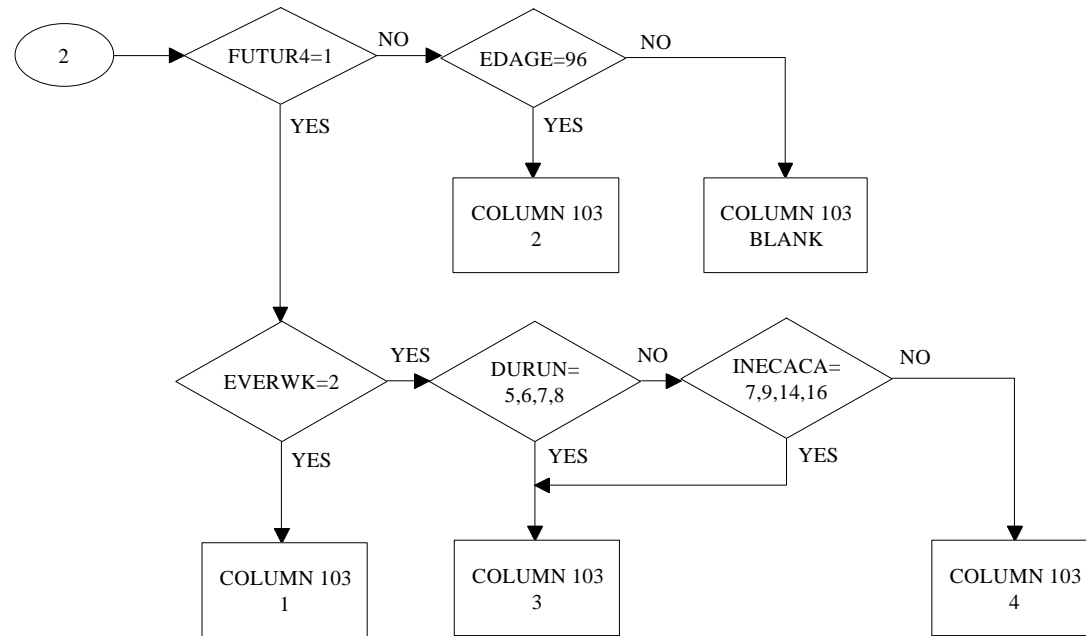 2
FUTUR4=1
NO
EDAGE=96
NO
YES
YES
COLUMN 103
2
COLUMN 103
BLANK
EVERWK=2
YES
DURUN=
5,6,7,8
NO
INECACA=
7,9,14,16
NO
YES
YES
YES
COLUMN 103
1
COLUMN 103
3
COLUMN 103
4